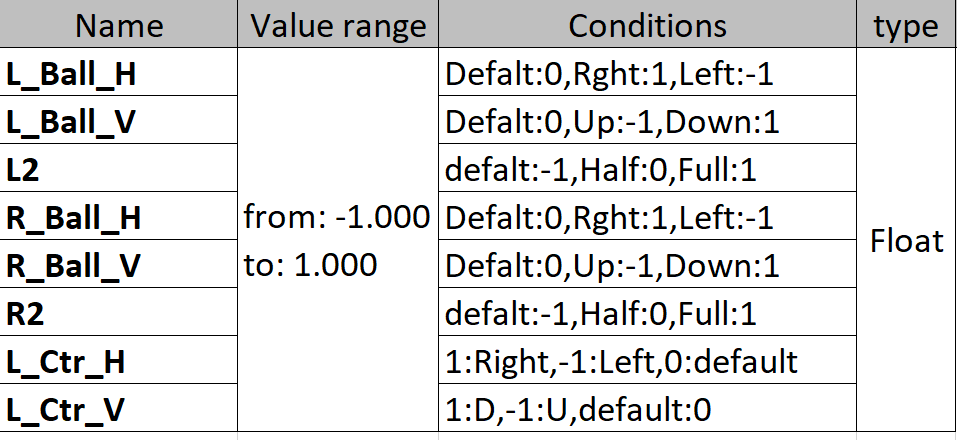 Name Value range Conditions type
L_Ball_H Defalt:0,Rght:1,Left:-1
L_Ball_V Defalt:0,Up:-1,Down:1
L2 defalt:-1,Half:0,Full:1
R_Ball_H from: -1.000 Defalt:0,Rght:1,Left:-1
Float
R_Ball_V to: 1.000 Defalt:0,Up:-1,Down:1
R2 defalt:-1,Half:0,Full:1
L_Ctr_H 1:Right,-1:Left,0:default
L_Ctr_V 1:D,-1:U,default:0